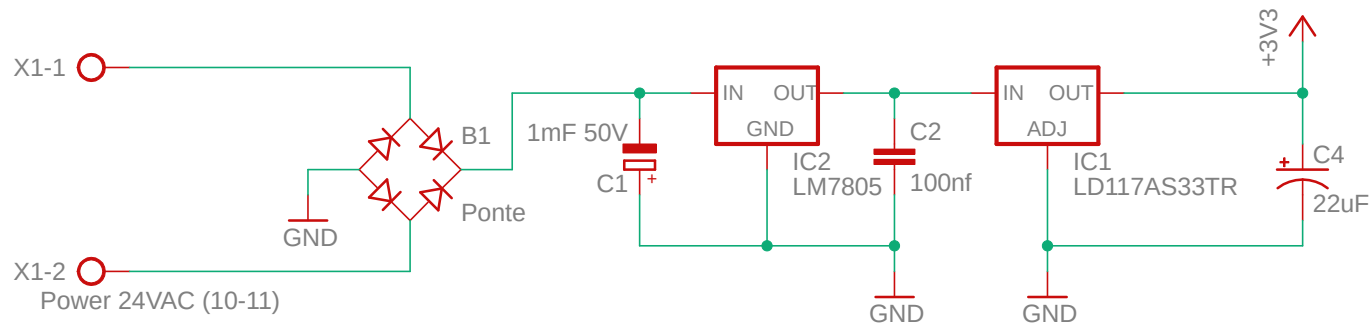 X1-1
B1
Ponte
GND
X1-2
Power 24VAC (10-11)
1mF 50V
C1
+
IN OUT
GND
IC2
LM7805
C2
100nf
GND
IN OUT
ADJ
IC1
LD117AS33TR
GND
+3V3
+
C4
22uF